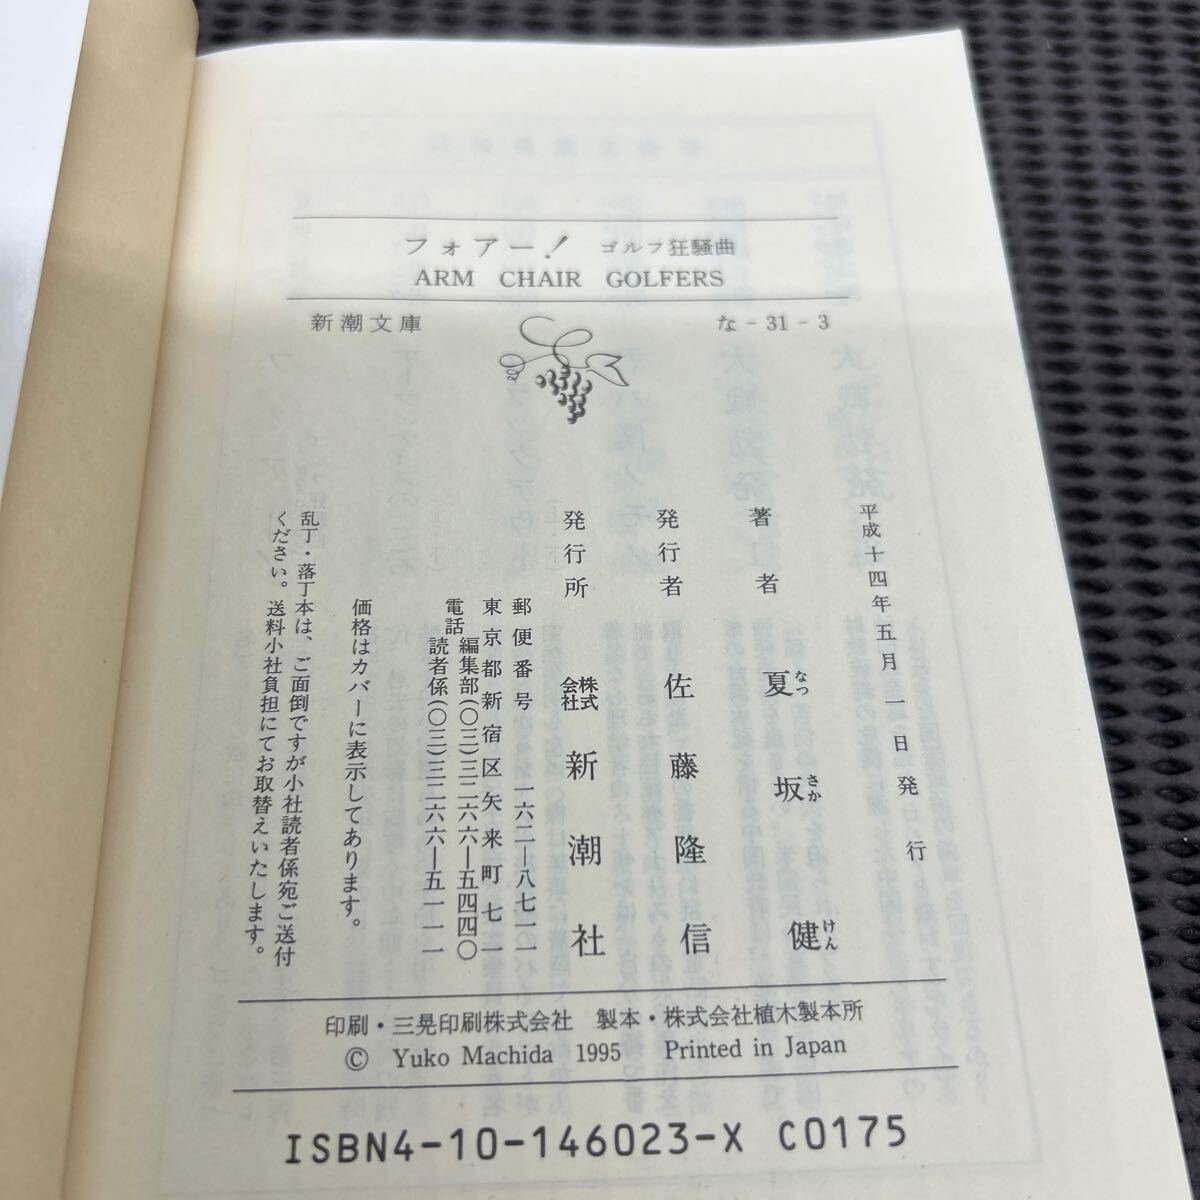 フォアー！ ゴルフ狂騒曲
ARM CHAIR GOLFERS
新潮文庫 な-31-3
平成十四年五月一日発行
著者 夏坂健
なつ さか けん
発行者 佐藤隆信
発行所 株式会社 新潮社
郵便番号 一六二―八七一一
東京都新宿区矢来町七一
電話 編集部(〇三)三二六六―五四四〇
読者係(〇三)三二六六―五一一一
価格はカバーに表示してあります。
乱丁・落丁本は、ご面倒ですが小社読者係宛ご送付
ください。送料小社負担にてお取替えいたします。
印刷・三晃印刷株式会社 製本・株式会社植木製本所
© Yuko Machida 1995 Printed in Japan
ISBN4-10-146023-X C0175